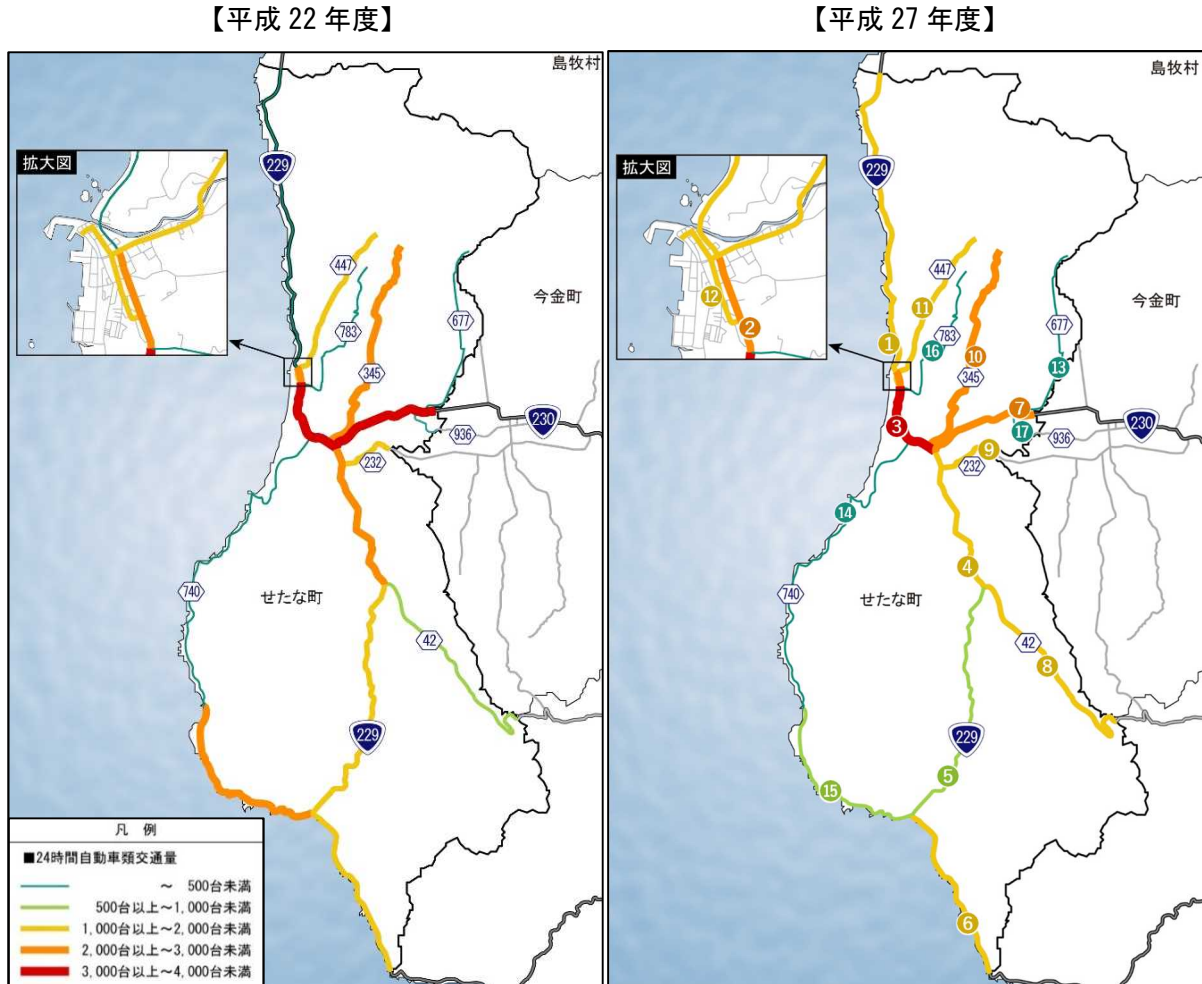 【平成 22 年度】
【平成 27 年度】
島牧村
拡大図
229
447
783
677
345
今金町
230
936
232
740
せたな町
42
229
凡 例
■24時間自動車類交通量
～ 500台未満
500台以上～1,000台未満
1,000台以上～2,000台未満
2,000台以上～3,000台未満
3,000台以上～4,000台未満
島牧村
拡大図
229
12
2
447
11
1
783
16
677
10
13
345
今金町
7
230
3
17
936
9
232
14
4
740
せたな町
42
8
229
5
15
6